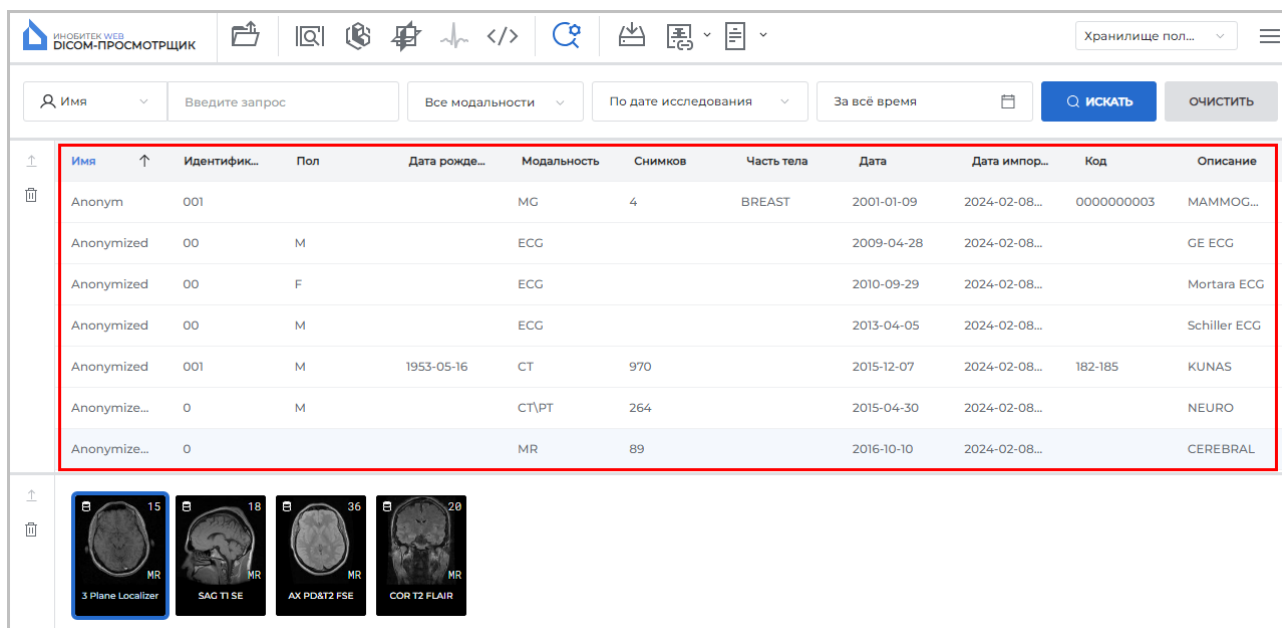 ИНОБИТЕК WEB
DICOM-ПРОСМОТРЩИК
Хранилище пол...
Имя Введите запрос Все модальности По дате исследования За всё время ИСКАТЬ ОЧИСТИТЬ
Имя Идентифик... Пол Дата рожде... Модальность Снимков Часть тела Дата Дата импор... Код Описание
Anonym 001 MG 4 BREAST 2001-01-09 2024-02-08... 0000000003 MAMMOG...
Anonymized 00 M ECG 2009-04-28 2024-02-08... GE ECG
Anonymized 00 F ECG 2010-09-29 2024-02-08... Mortara ECG
Anonymized 00 M ECG 2013-04-05 2024-02-08... Schiller ECG
Anonymized 001 M 1953-05-16 CT 970 2015-12-07 2024-02-08... 182-185 KUNAS
Anonymize... 0 M CT\PT 264 2015-04-30 2024-02-08... NEURO
Anonymize... 0 MR 89 2016-10-10 2024-02-08... CEREBRAL
15 18 36 20
MR MR MR MR
3 Plane Localizer SAG T1 SE AX PD&T2 FSE COR T2 FLAIR